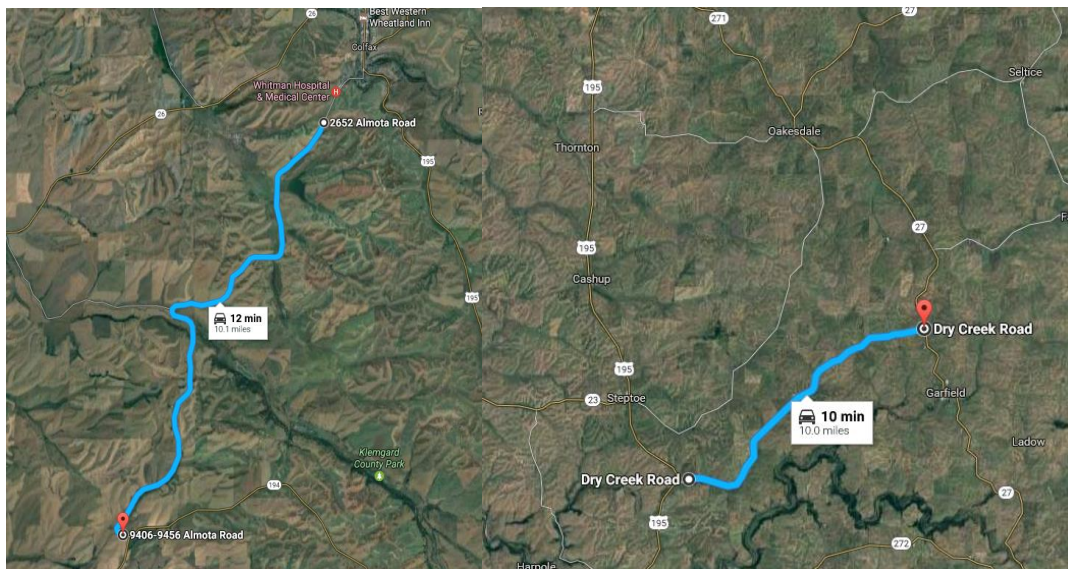 26
Best Western
Wheatland Inn
Colfax
Whitman Hospital
& Medical Center
H
26
2652 Almota Road
195
12 min
10.1 miles
195
Klemgard
County Park
194
9406-9456 Almota Road
271
27
195
Seltice
Oakesdale
Thornton
27
195
Cashup
Dry Creek Road
195
Garfield
23
Steptoe
10 min
10.0 miles
Ladow
Dry Creek Road
27
195
272
Harpole